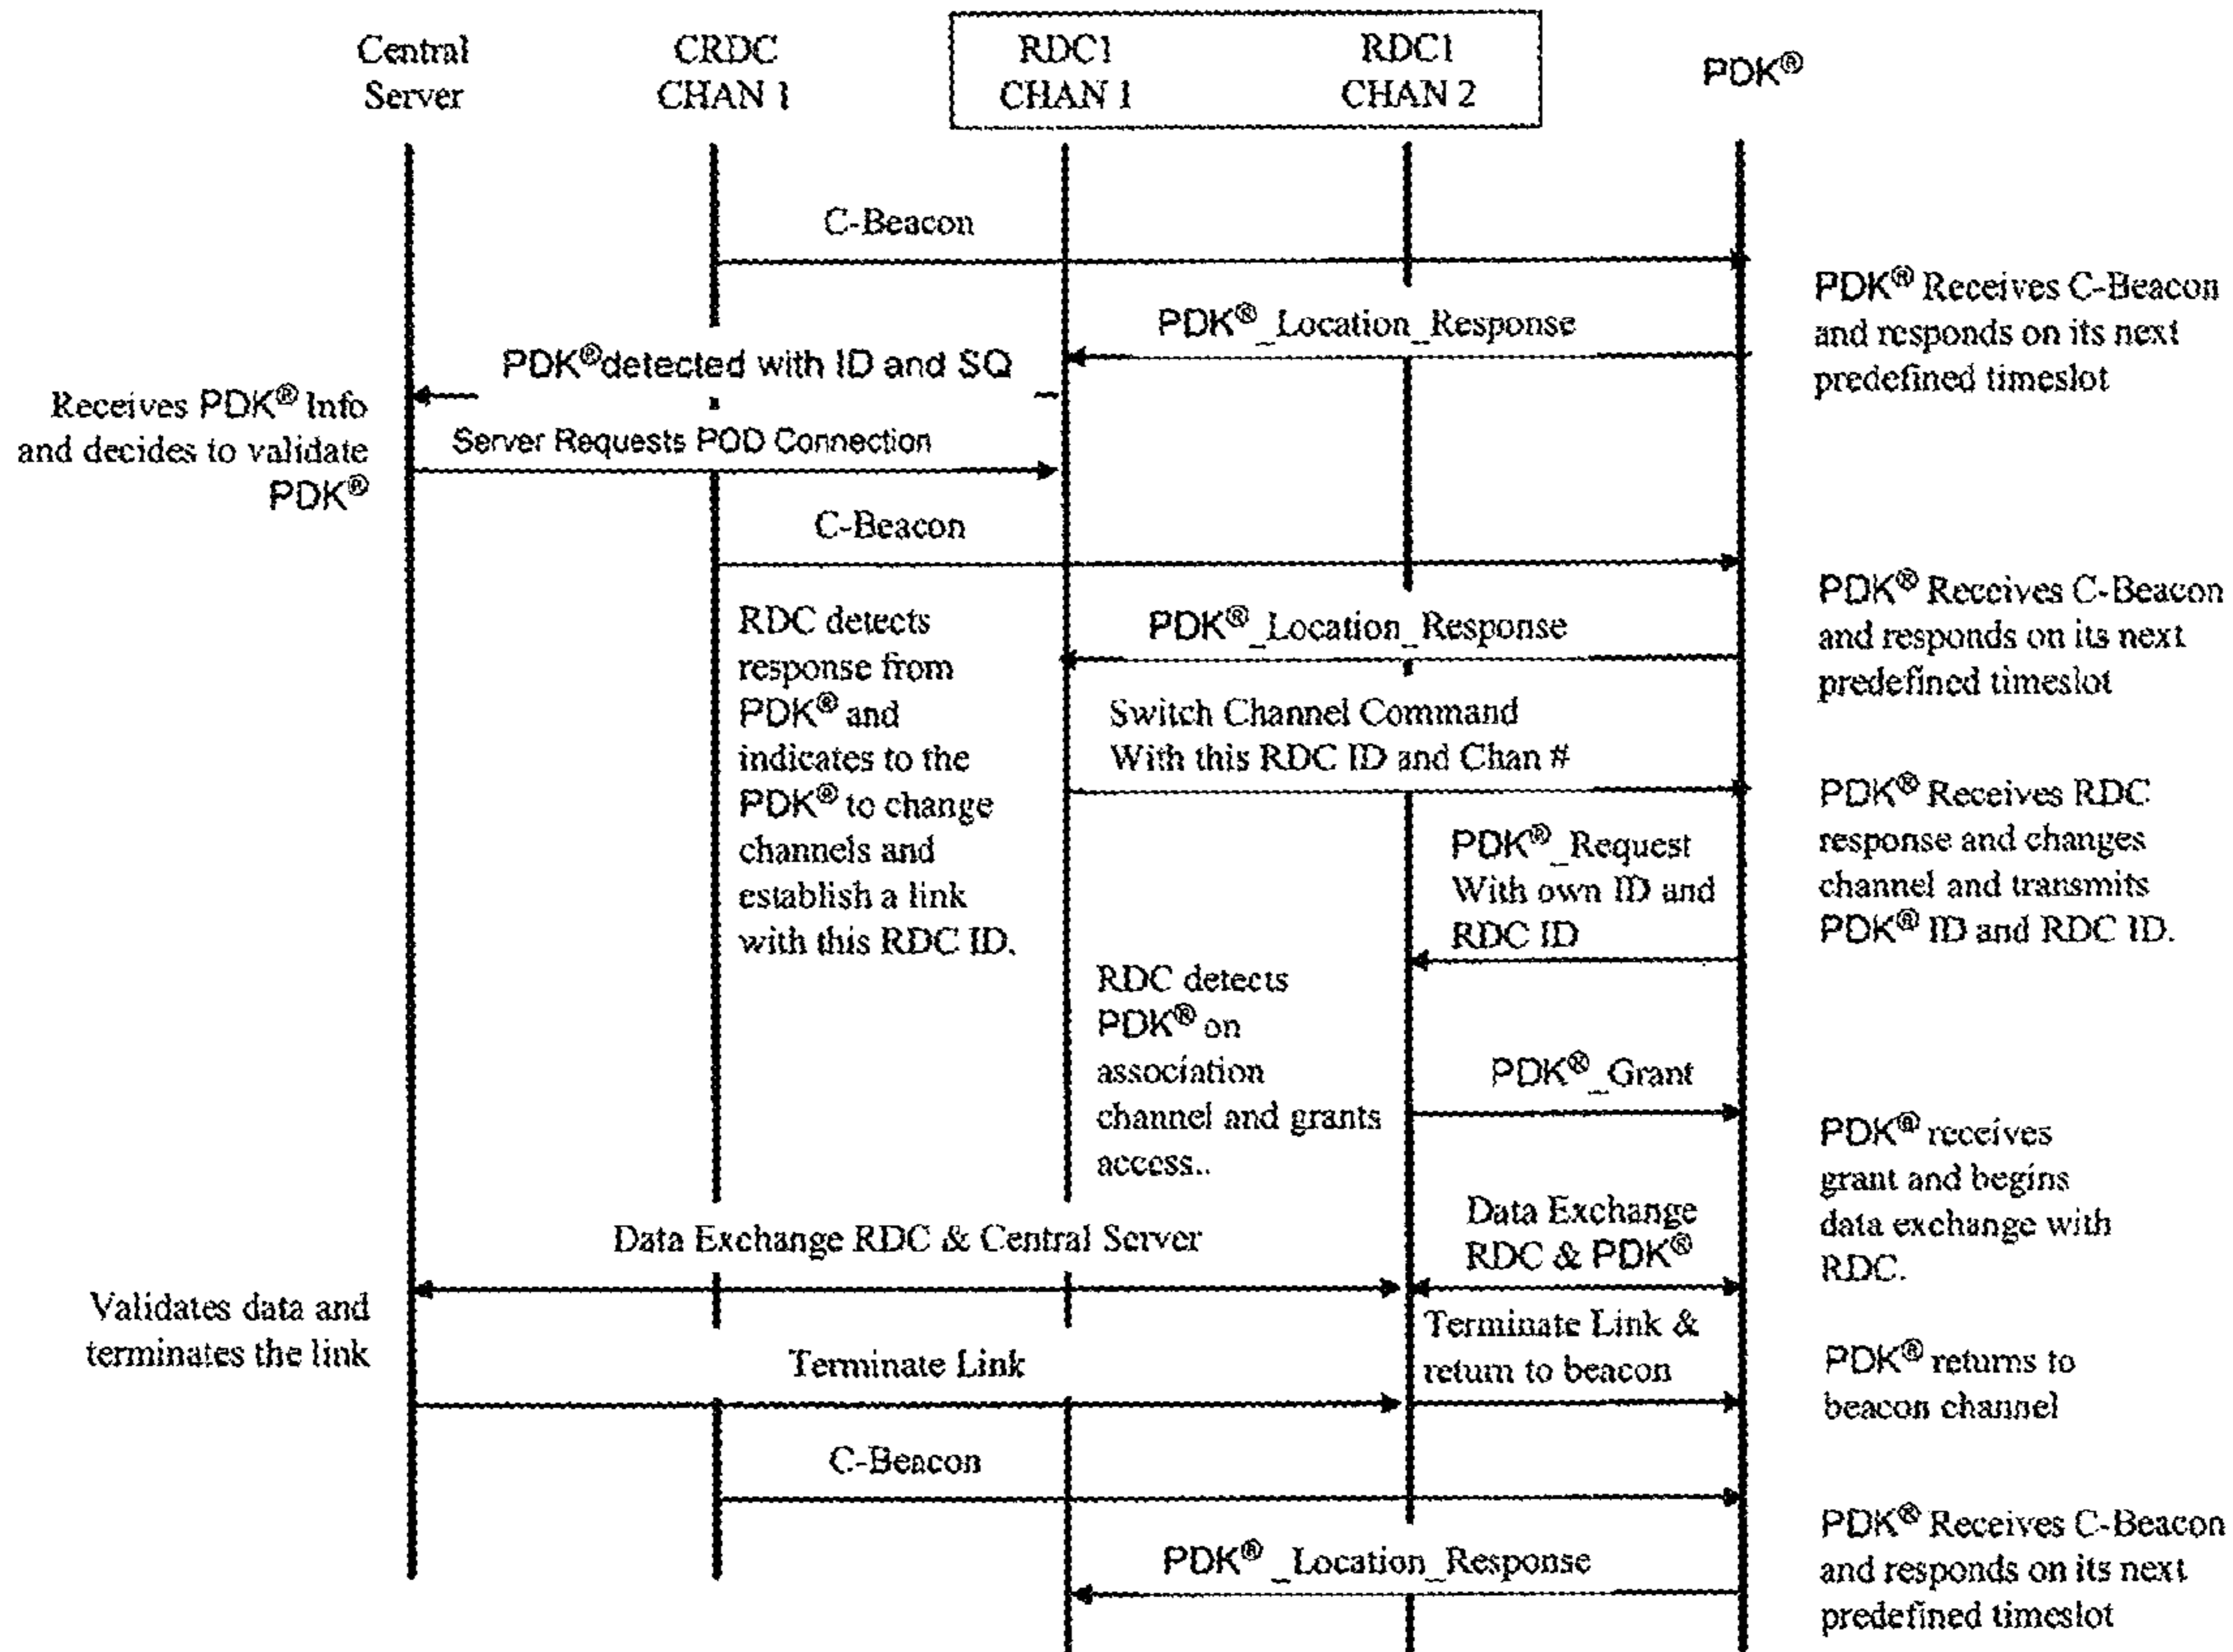 Central
Server
CRDC
CHAN 1
RDC1
CHAN 1
RDC1
CHAN 2
PDK®
C-Beacon
PDK® Receives C-Beacon
and responds on its next
predefined timeslot
PDK®_Location_Response
PDK®detected with ID and SQ
Receives PDK® Info
and decides to validate
PDK®
Server Requests POD Connection
C-Beacon
PDK® Receives C-Beacon
and responds on its next
predefined timeslot
RDC detects
response from
PDK® and
indicates to the
PDK® to change
channels and
establish a link
with this RDC ID.
PDK®_Location_Response
Switch Channel Command
With this RDC ID and Chan #
PDK® Receives RDC
response and changes
channel and transmits
PDK® ID and RDC ID.
PDK®_Request
With own ID and
RDC ID
RDC detects
PDK® on
association
channel and grants
access..
PDK®_Grant
PDK® receives
grant and begins
data exchange with
RDC.
Data Exchange RDC & Central Server
Data Exchange
RDC & PDK®
Validates data and
terminates the link
Terminate Link
Terminate Link &
return to beacon
PDK® returns to
beacon channel
C-Beacon
PDK® Receives C-Beacon
and responds on its next
predefined timeslot
PDK® _Location_Response